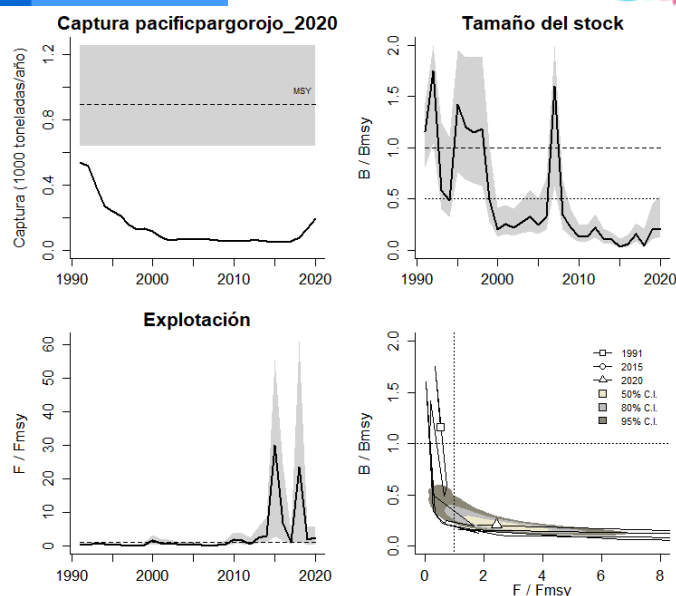 Captura pacificpargorojo_2020
Captura (1000 toneladas/año)
0.0 0.4 0.8 1.2
MSY
1990 2000 2010 2020
Tamaño del stock
B / Bmsy
0.0 0.5 1.0 1.5 2.0
1990 2000 2010 2020
Explotación
F / Fmsy
0 10 20 30 40 50 60
1990 2000 2010 2020
B / Bmsy
0.0 0.5 1.0 1.5 2.0
1991
2015
2020
50% C.I.
80% C.I.
95% C.I.
0 2 4 6 8
F / Fmsy